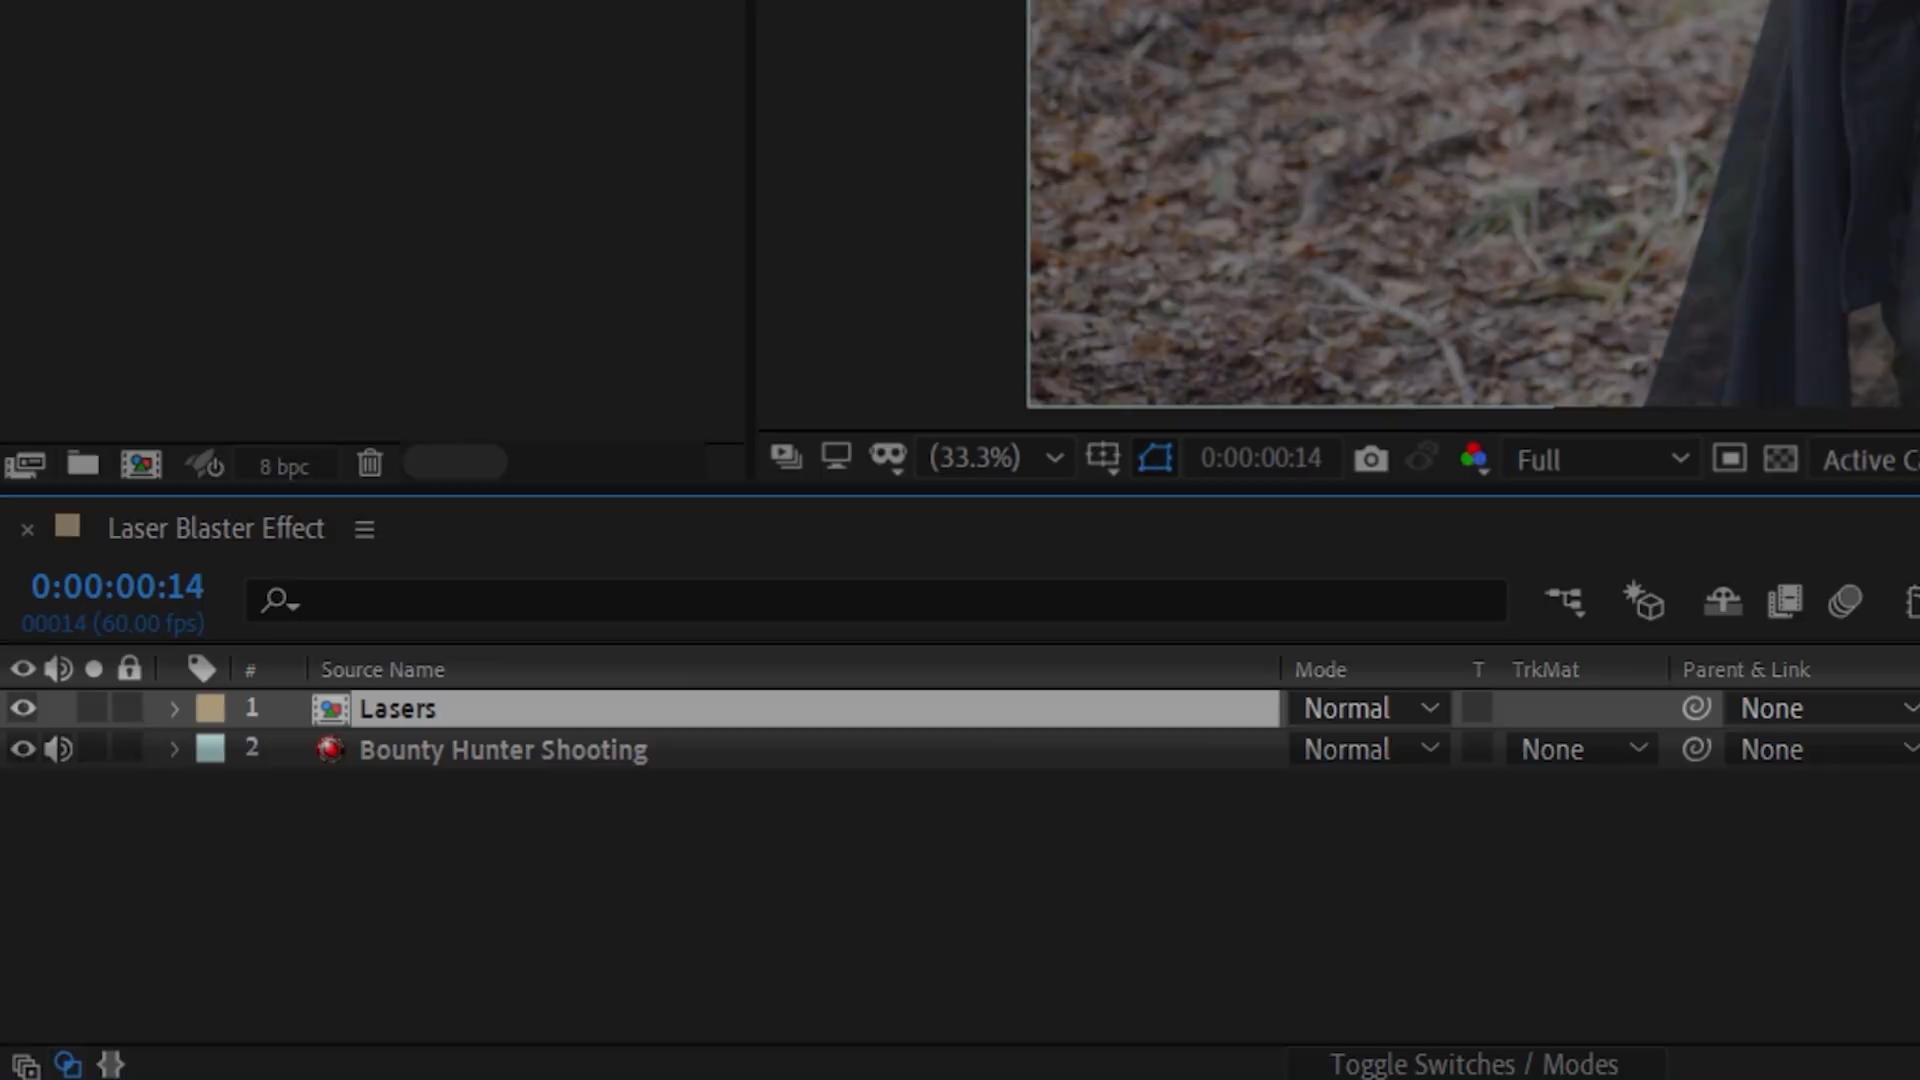 8 bpc
(33.3%)
0:00:00:14
Full
Active C
Laser Blaster Effect
0:00:00:14
00014 (60.00 fps)
#
Source Name
Mode
T
TrkMat
Parent & Link
1
Lasers
Normal
None
2
Bounty Hunter Shooting
Normal
None
None
Toggle Switches / Modes